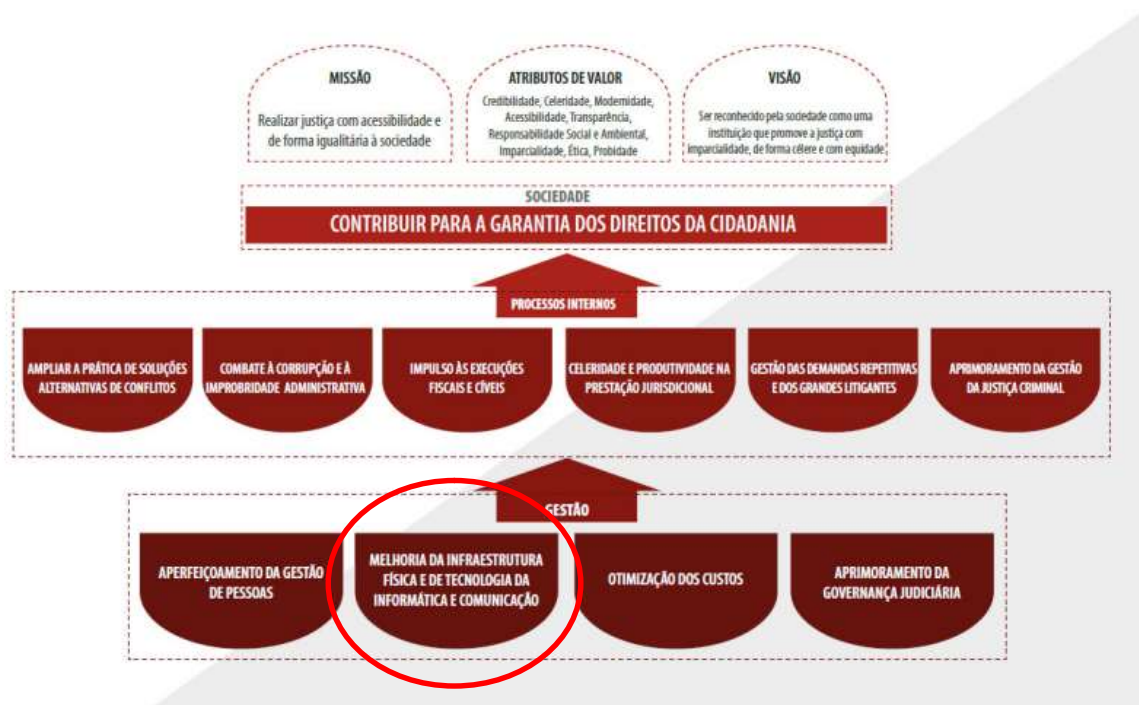 MISSÃO
Realizar justiça com acessibilidade e
de forma igualitária à sociedade
ATRIBUTOS DE VALOR
Credibilidade, Celeridade, Modernidade,
Acessibilidade, Transparência,
Responsabilidade Social e Ambiental,
Imparcialidade, Ética, Probidade
VISÃO
Ser reconhecido pela sociedade como uma
instituição que promove a justiça com
imparcialidade, de forma célere e com equidade
SOCIEDADE
CONTRIBUIR PARA A GARANTIA DOS DIREITOS DA CIDADANIA
PROCESSOS INTERNOS
AMPLIAR A PRÁTICA DE SOLUÇÕES
ALTERNATIVAS DE CONFLITOS
COMBATE À CORRUPÇÃO E À
IMPROBRIDADE ADMINISTRATIVA
IMPULSO ÀS EXECUÇÕES
FISCAIS E CÍVEIS
CELERIDADE E PRODUTIVIDADE NA
PRESTAÇÃO JURISDICIONAL
GESTÃO DAS DEMANDAS REPETITIVAS
E DOS GRANDES LITIGANTES
APRIMORAMENTO DA GESTÃO
DA JUSTIÇA CRIMINAL
GESTÃO
APERFEIÇOAMENTO DA GESTÃO
DE PESSOAS
MELHORIA DA INFRAESTRUTURA
FÍSICA E DE TECNOLOGIA DA
INFORMÁTICA E COMUNICAÇÃO
OTIMIZAÇÃO DOS CUSTOS
APRIMORAMENTO DA
GOVERNANÇA JUDICIÁRIA